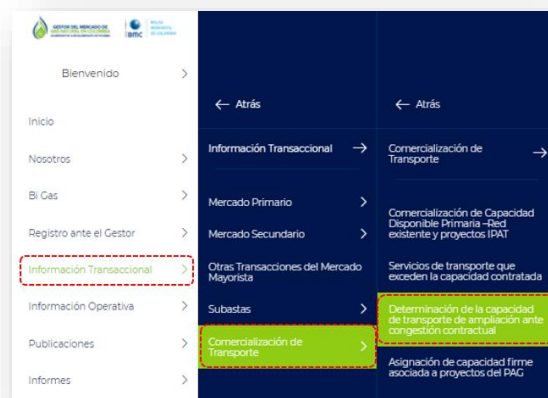 GESTOR DEL MERCADO DE
GAS NATURAL EN COLOMBIA
bmc
BOLSA
MERCANTIL
DE COLOMBIA
Bienvenido
Inicio
Nosotros
Bi Gas
Registro ante el Gestor
Información Transaccional
Información Operativa
Publicaciones
Informes
← Atrás
Información Transaccional →
Mercado Primario
Mercado Secundario
Otras Transacciones del Mercado
Mayorista
Subastas
Comercialización de
Transporte
← Atrás
Comercialización de
Transporte →
Comercialización de Capacidad
Disponible Primaria –Red
existente y proyectos IPAT
Servicios de transporte que
exceden la capacidad contratada
Determinación de la capacidad
de transporte de ampliación ante
congestión contractual
Asignación de capacidad firme
asociada a proyectos del PAG